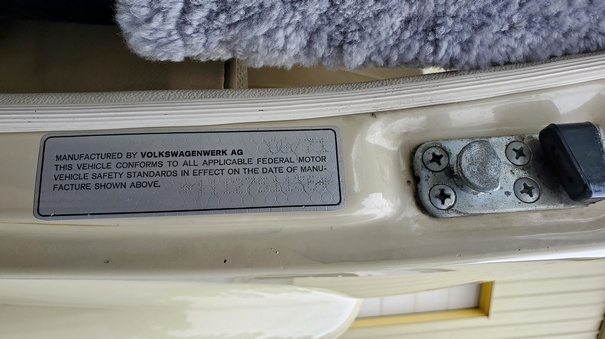 MANUFACTURED BY VOLKSWAGENWERK AG
THIS VEHICLE CONFORMS TO ALL APPLICABLE FEDERAL MOTOR
VEHICLE SAFETY STANDARDS IN EFFECT ON THE DATE OF MANU-
FACTURE SHOWN ABOVE.